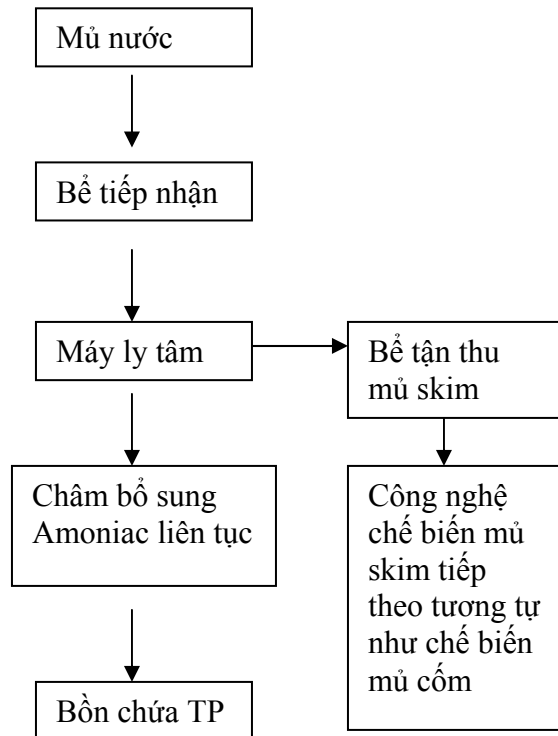 Mủ nước
Bể tiếp nhận
Máy ly tâm
Bể tận thu
mủ skim
Châm bổ sung
Amoniac liên tục
Công nghệ
chế biến mủ
skim tiếp
theo tương tự
như chế biến
mủ cốm
Bồn chứa TP